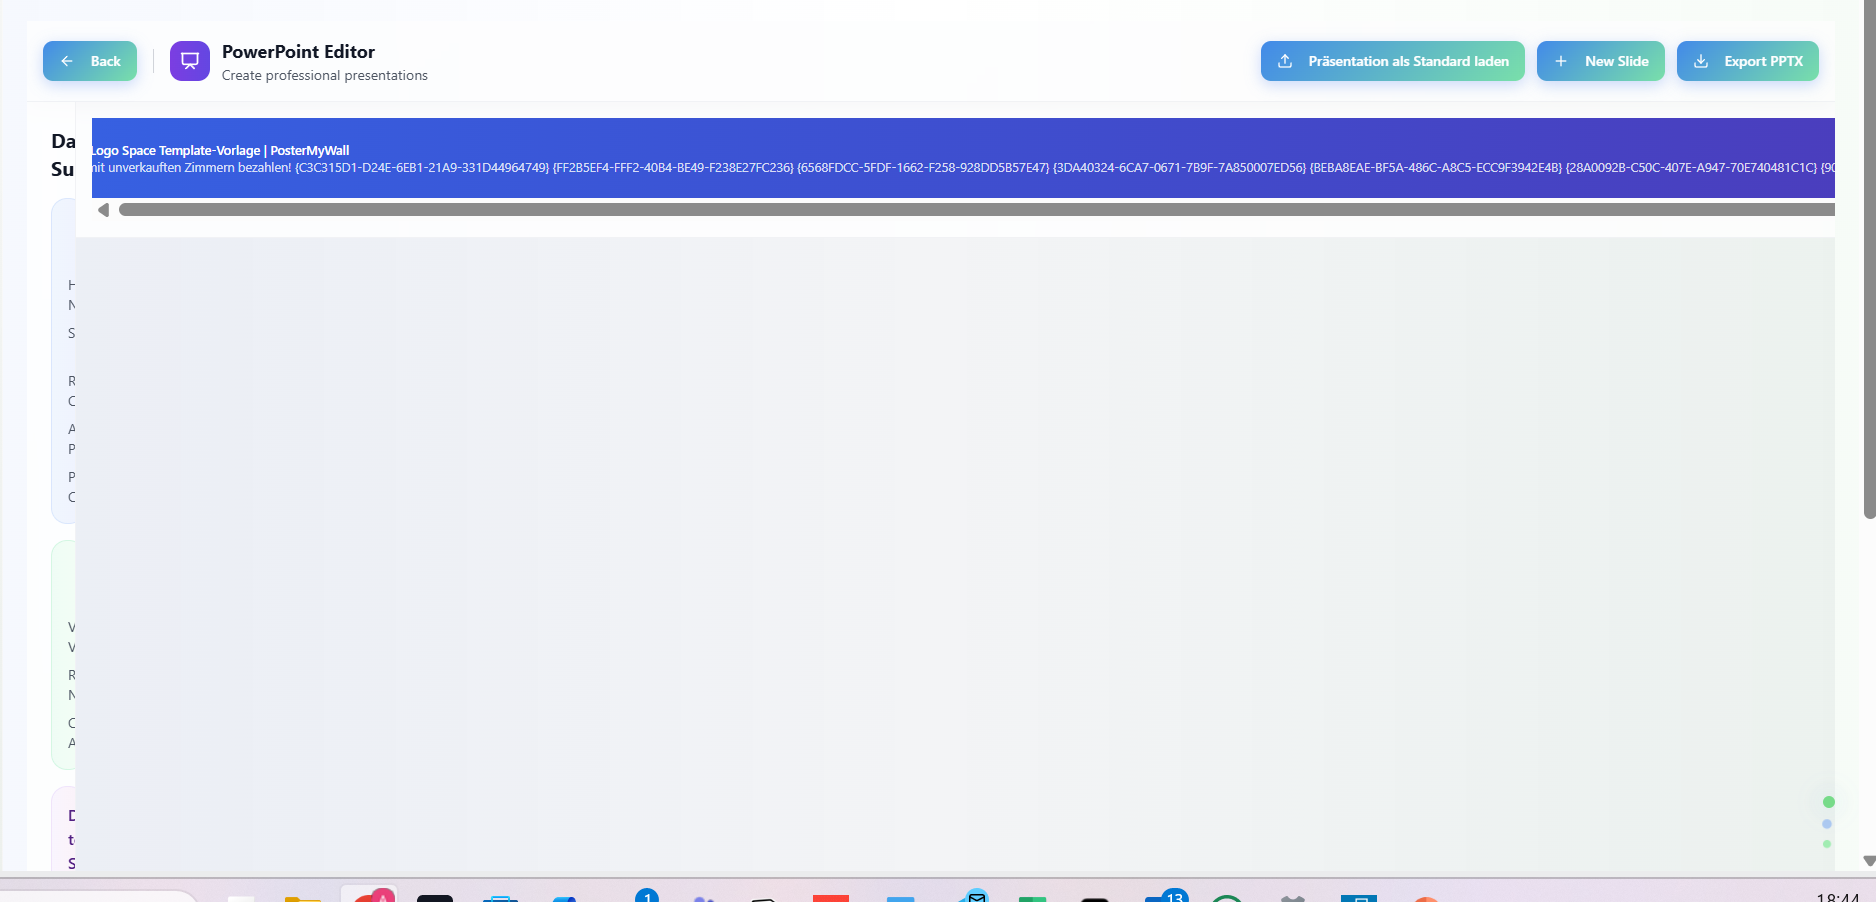 Back
PowerPoint Editor
Create professional presentations
Präsentation als Standard laden
New Slide
Export PPTX
Da
Su
Logo Space Template-Vorlage | PosterMyWall
mit unverkauften Zimmern bezahlen! {C3C315D1-D24E-6EB1-21A9-331D44964749} {FF2B5EF4-FFF2-40B4-BE49-F238E27FC236} {6568FDCC-5FDF-1662-F258-928DD5B57E47} {3DA40324-6CA7-0671-7B9F-7A850007ED56} {BEBA8EAE-BF5A-486C-A8C5-ECC9F3942E4B} {28A0092B-C50C-407E-A947-70E740481C1C} {90
H
N
S
R
C
A
P
P
C
V
V
R
N
C
A
D
t
S
1
13
18:44